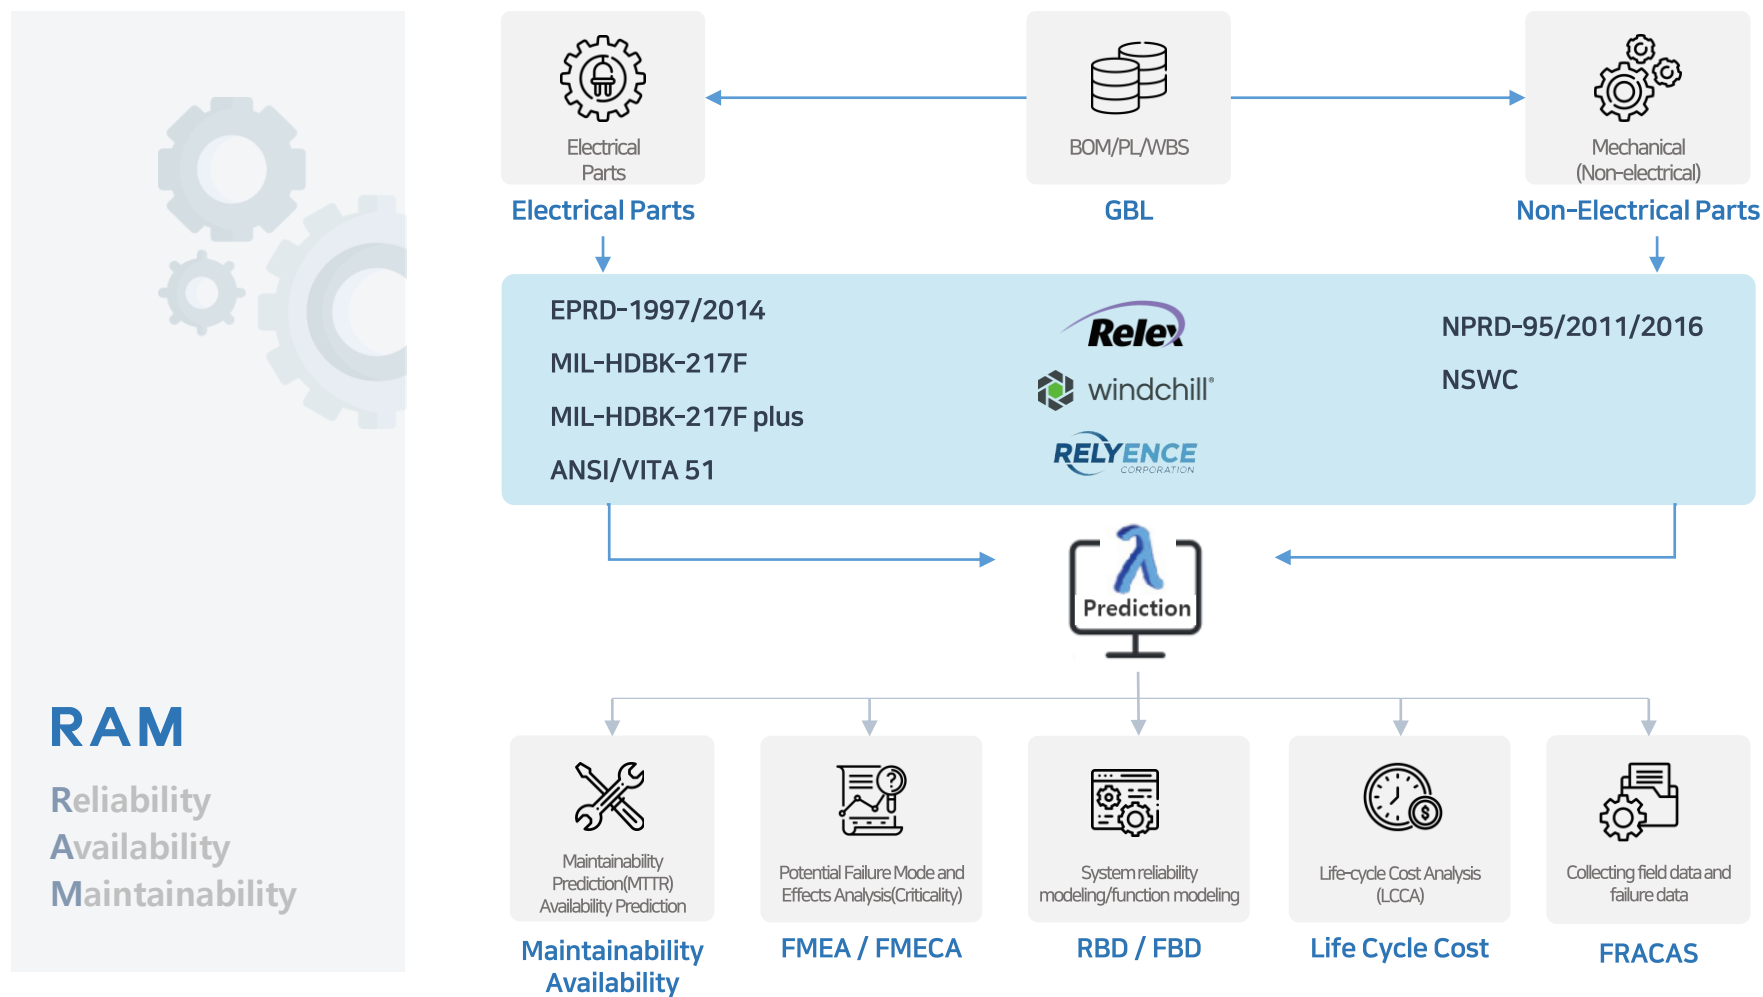 RAM
Reliability
Availability
Maintainability
Electrical
Parts
Electrical Parts
BOM/PL/WBS
GBL
Mechanical
(Non-electrical)
Non-Electrical Parts
EPRD-1997/2014
MIL-HDBK-217F
MIL-HDBK-217F plus
ANSI/VITA 51
Relex
windchill®
RELYENCE
CORPORATION
NPRD-95/2011/2016
NSWC
λ
Prediction
Maintainability
Prediction(MTTR)
Availability Prediction
Maintainability
Availability
?
Potential Failure Mode and
Effects Analysis(Criticality)
FMEA / FMECA
System reliability
modeling/function modeling
RBD / FBD
$
Life-cycle Cost Analysis
(LCCA)
Life Cycle Cost
Collecting field data and
failure data
FRACAS